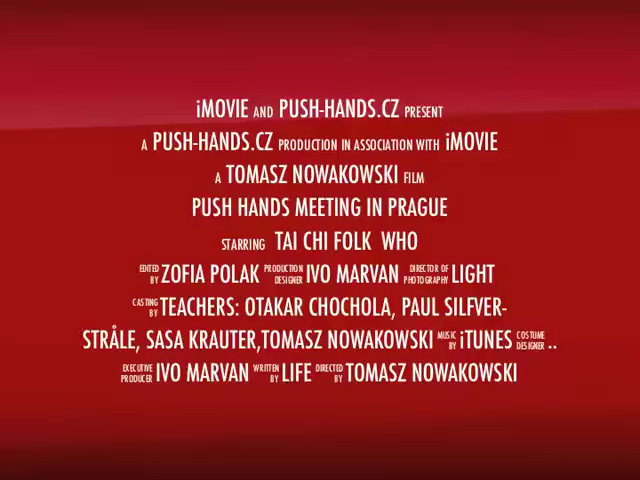 iMOVIE AND PUSH-HANDS.CZ PRESENT
A PUSH-HANDS.CZ PRODUCTION IN ASSOCIATION WITH iMOVIE
A TOMASZ NOWAKOWSKI FILM
PUSH HANDS MEETING IN PRAGUE
STARRING TAI CHI FOLK WHO
EDITED BY ZOFIA POLAK PRODUCTION DESIGNER IVO MARVAN DIRECTOR OF PHOTOGRAPHY LIGHT
CASTING BY TEACHERS: OTAKAR CHOCHOLA, PAUL SILFVER-
STRÅLE, SASA KRAUTER,TOMASZ NOWAKOWSKI MUSIC BY iTUNES COSTUME DESIGNER ..
EXECUTIVE PRODUCER IVO MARVAN WRITTEN BY LIFE DIRECTED BY TOMASZ NOWAKOWSKI